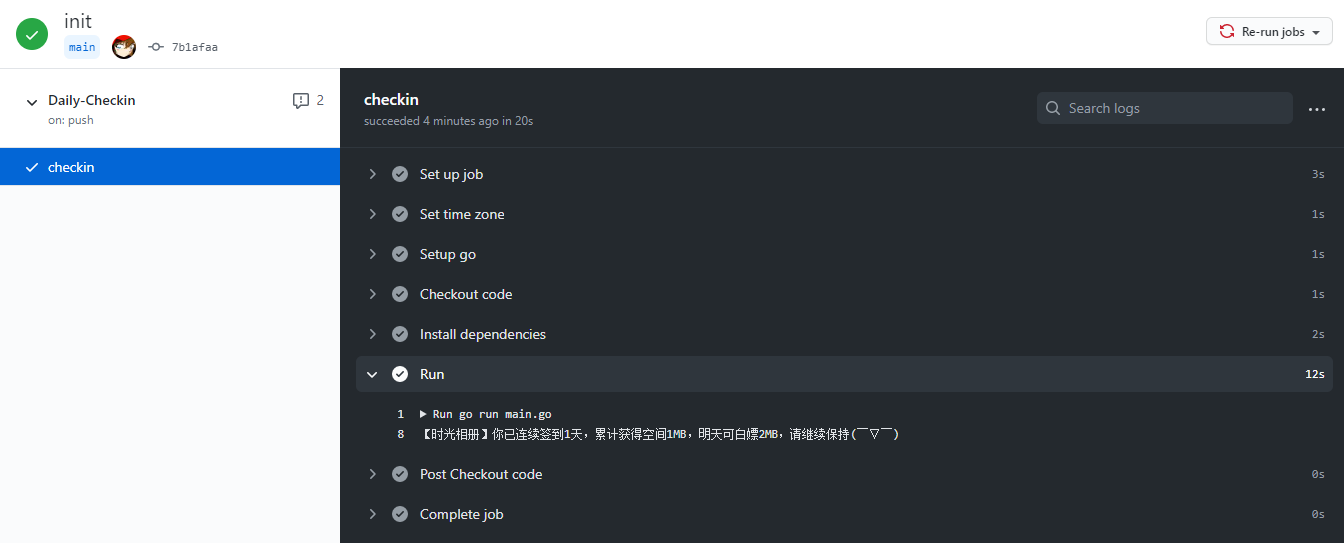 init
main 7b1afaa
Re-run jobs
Daily-Checkin 2
on: push
checkin
checkin
succeeded 4 minutes ago in 20s
Search logs
Set up job 3s
Set time zone 1s
Setup go 1s
Checkout code 1s
Install dependencies 2s
Run 12s
1 Run go run main.go
8 【时光相册】你已连续签到1天，累计获得空间1MB，明天可白嫖2MB，请继续保持(￣▽￣)
Post Checkout code 0s
Complete job 0s